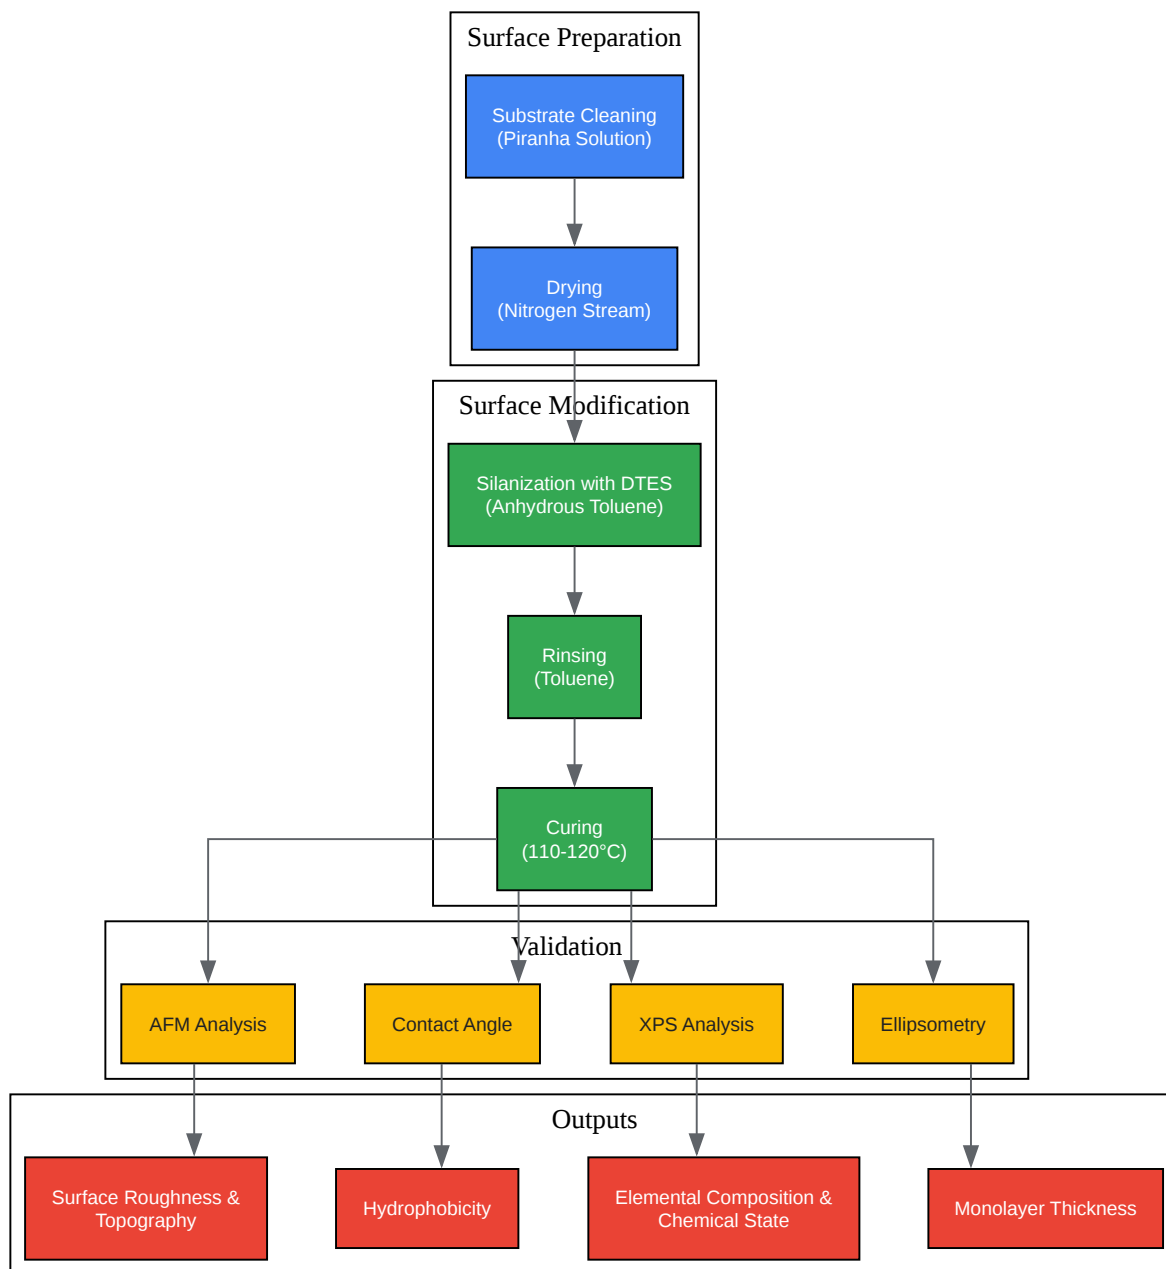 Surface Preparation
Substrate Cleaning
(Piranha Solution)
Drying
(Nitrogen Stream)
Surface Modification
Silanization with DTES
(Anhydrous Toluene)
Rinsing
(Toluene)
Curing
(110-120°C)
Validation
AFM Analysis
Contact Angle
XPS Analysis
Ellipsometry
Outputs
Surface Roughness &
Topography
Hydrophobicity
Elemental Composition &
Chemical State
Monolayer Thickness